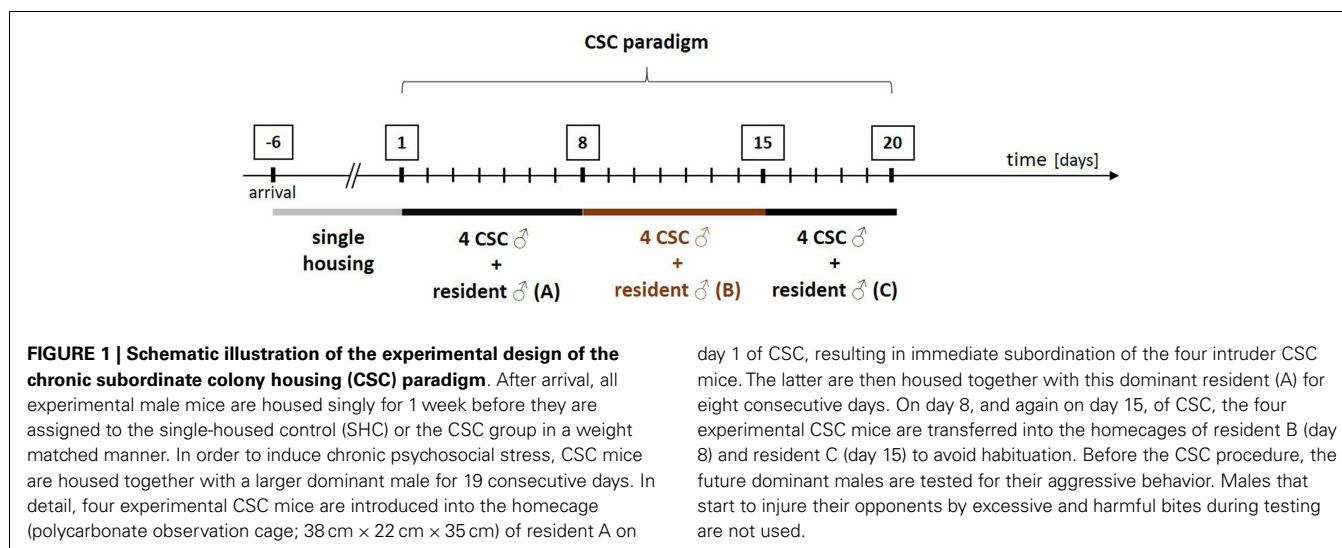 CSC paradigm
-6
1
8
15
20
time [days]
//
arrival
single
housing
4 CSC ♂
+
resident ♂ (A)
4 CSC ♂
+
resident ♂ (B)
4 CSC ♂
+
resident ♂ (C)
FIGURE 1 | Schematic illustration of the experimental design of the
chronic subordinate colony housing (CSC) paradigm. After arrival, all
experimental male mice are housed singly for 1 week before they are
assigned to the single-housed control (SHC) or the CSC group in a weight
matched manner. In order to induce chronic psychosocial stress, CSC mice
are housed together with a larger dominant male for 19 consecutive days. In
detail, four experimental CSC mice are introduced into the homecage
(polycarbonate observation cage; 38 cm × 22 cm × 35 cm) of resident A on
day 1 of CSC, resulting in immediate subordination of the four intruder CSC
mice. The latter are then housed together with this dominant resident (A) for
eight consecutive days. On day 8, and again on day 15, of CSC, the four
experimental CSC mice are transferred into the homecages of resident B (day
8) and resident C (day 15) to avoid habituation. Before the CSC procedure, the
future dominant males are tested for their aggressive behavior. Males that
start to injure their opponents by excessive and harmful bites during testing
are not used.